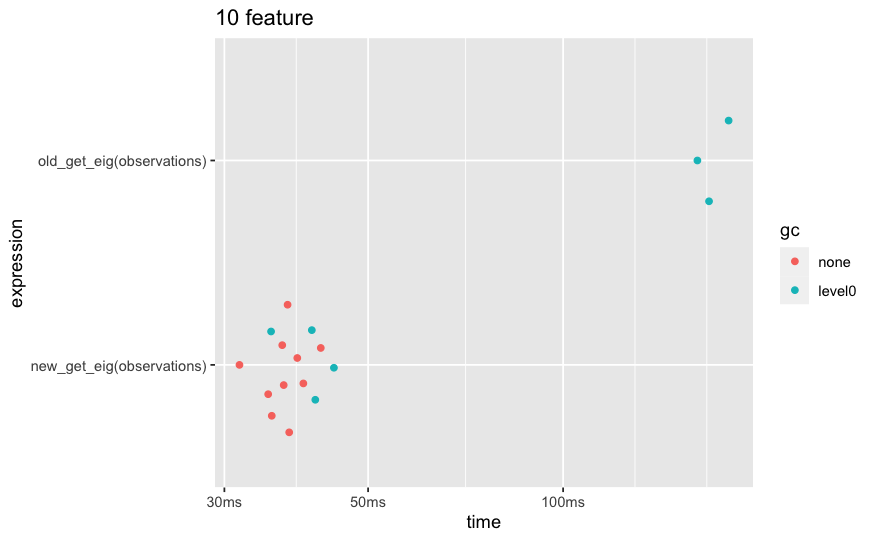 10 feature
old_get_eig(observations)
new_get_eig(observations)
expression
30ms
50ms
100ms
time
gc
none
level0